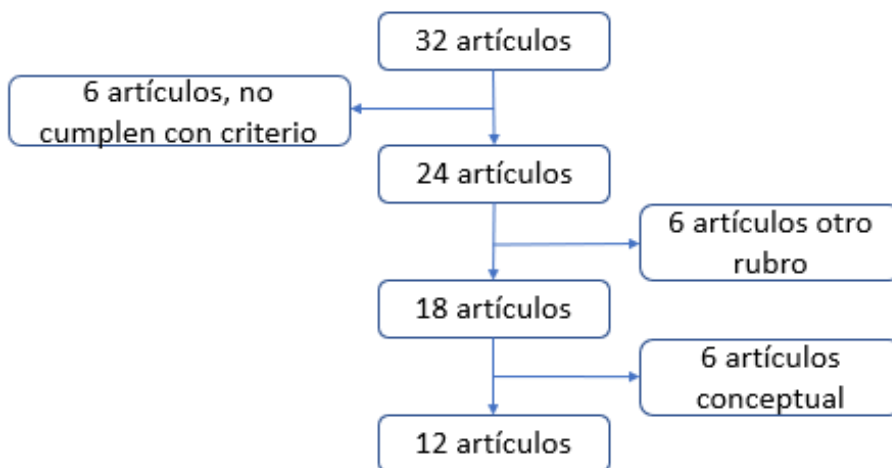 32 artículos
6 artículos, no
cumplen con criterio
24 artículos
6 artículos otro
rubro
18 artículos
6 artículos
conceptual
12 artículos